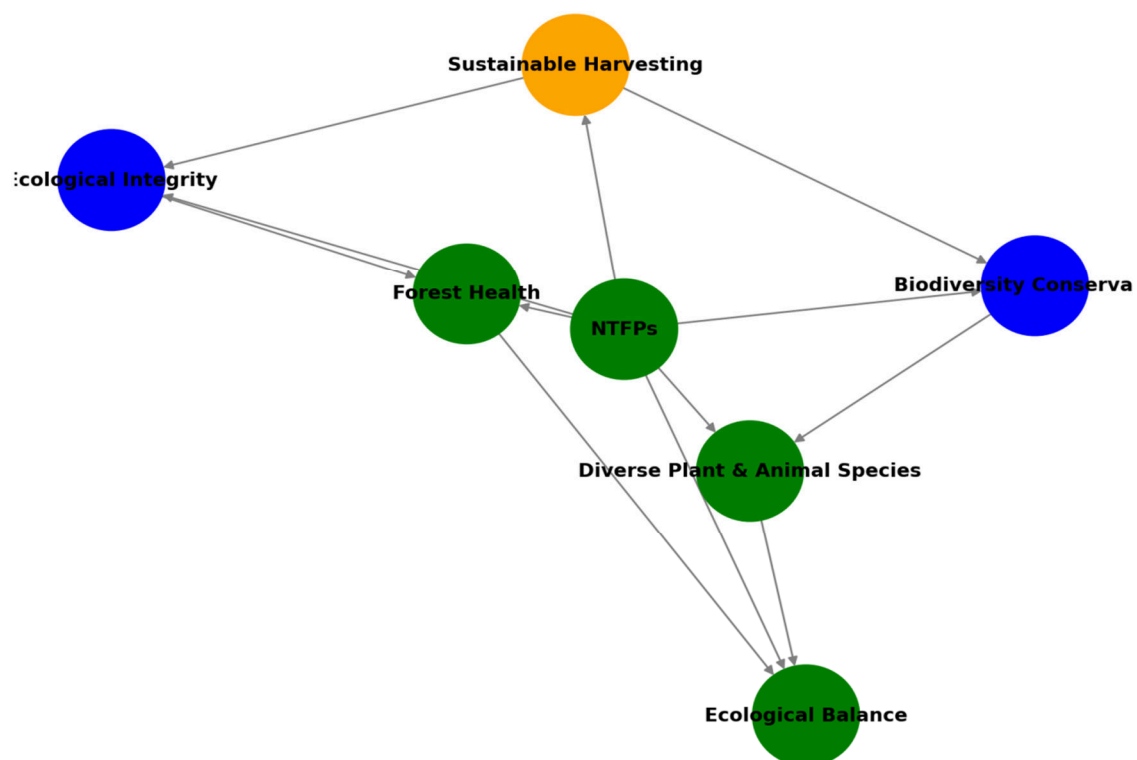 Sustainable Harvesting
cological Integrity
Biodiversity Conserva
Forest Health
NTFPs
Diverse Plant & Animal Species
Ecological Balance